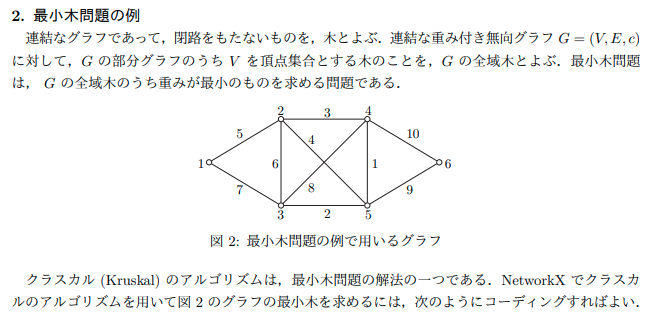 2. 最小木問題の例
連結なグラフであって，閉路をもたないものを，木とよぶ．連結な重み付き無向グラフ G = (V, E, c)
に対して，G の部分グラフのうち V を頂点集合とする木のことを，G の全域木とよぶ．最小木問題
は， G の全域木のうち重みが最小のものを求める問題である．
2 3 4
5 4 10
1 6 1 6
7 8 9
3 2 5
図 2: 最小木問題の例で用いるグラフ
クラスカル (Kruskal) のアルゴリズムは，最小木問題の解法の一つである．NetworkX でクラスカ
ルのアルゴリズムを用いて図 2 のグラフの最小木を求めるには，次のようにコーディングすればよい．